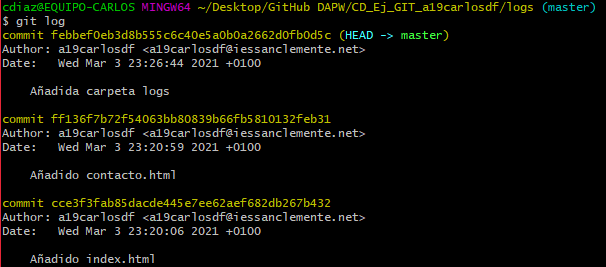 cdiaz@EQUIPO-CARLOS MINGW64 ~/Desktop/GitHub DAPW/CD_Ej_GIT_a19carlosdf/logs (master)
$ git log
commit febbef0eb3d8b555c6c40e5a0b0a2662d0fb0d5c (HEAD -> master)
Author: a19carlosdf <a19carlosdf@iessanclemente.net>
Date:   Wed Mar 3 23:26:44 2021 +0100
Añadida carpeta logs
commit ff136f7b72f54063bb80839b66fb5810132feb31
Author: a19carlosdf <a19carlosdf@iessanclemente.net>
Date:   Wed Mar 3 23:20:59 2021 +0100
Añadido contacto.html
commit cce3f3fab85dacde445e7ee62aef682db267b432
Author: a19carlosdf <a19carlosdf@iessanclemente.net>
Date:   Wed Mar 3 23:20:06 2021 +0100
Añadido index.html